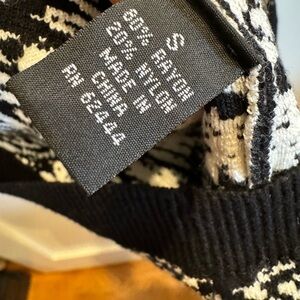 S
80% RAYON
20% NYLON
MADE IN
CHINA
RN 62444